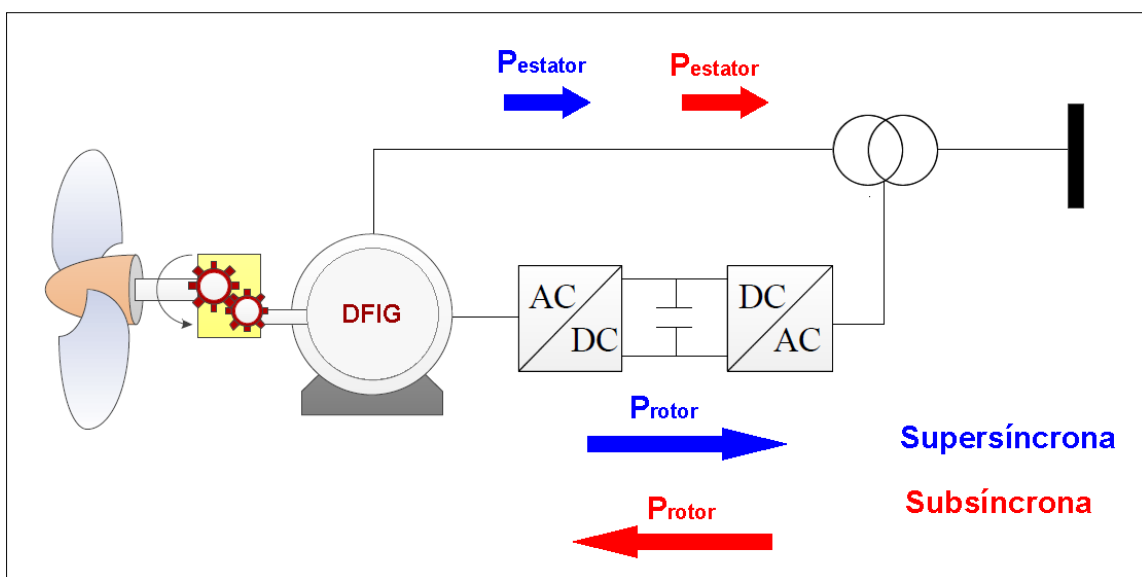 Pestator Pestator
DFIG
AC
DC
DC
AC
Protor
Supersíncrona
Protor
Subsíncrona